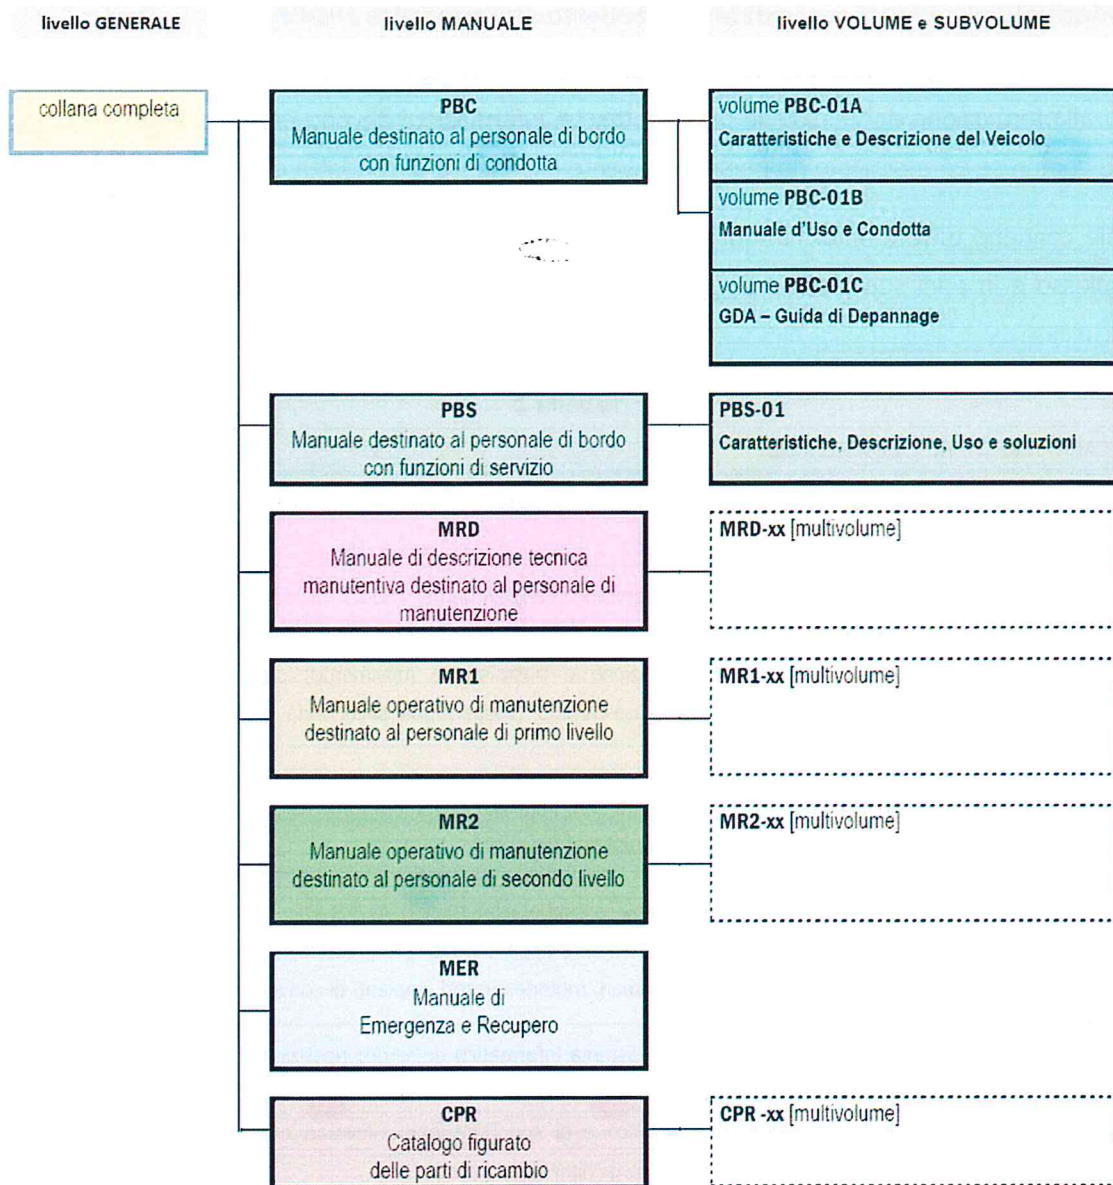 livello GENERALE
livello MANUALE
livello VOLUME e SUBVOLUME
collana completa
PBC
Manuale destinato al personale di bordo
con funzioni di condotta
volume PBC-01A
Caratteristiche e Descrizione del Veicolo
volume PBC-01B
Manuale d'Uso e Condotta
volume PBC-01C
GDA – Guida di Depannage
PBS
Manuale destinato al personale di bordo
con funzioni di servizio
PBS-01
Caratteristiche, Descrizione, Uso e soluzioni
MRD
Manuale di descrizione tecnica
manutentiva destinato al personale di
manutenzione
MRD-xx [multivolume]
MR1
Manuale operativo di manutenzione
destinato al personale di primo livello
MR1-xx [multivolume]
MR2
Manuale operativo di manutenzione
destinato al personale di secondo livello
MR2-xx [multivolume]
MER
Manuale di
Emergenza e Recupero
CPR
Catalogo figurato
delle parti di ricambio
CPR -xx [multivolume]